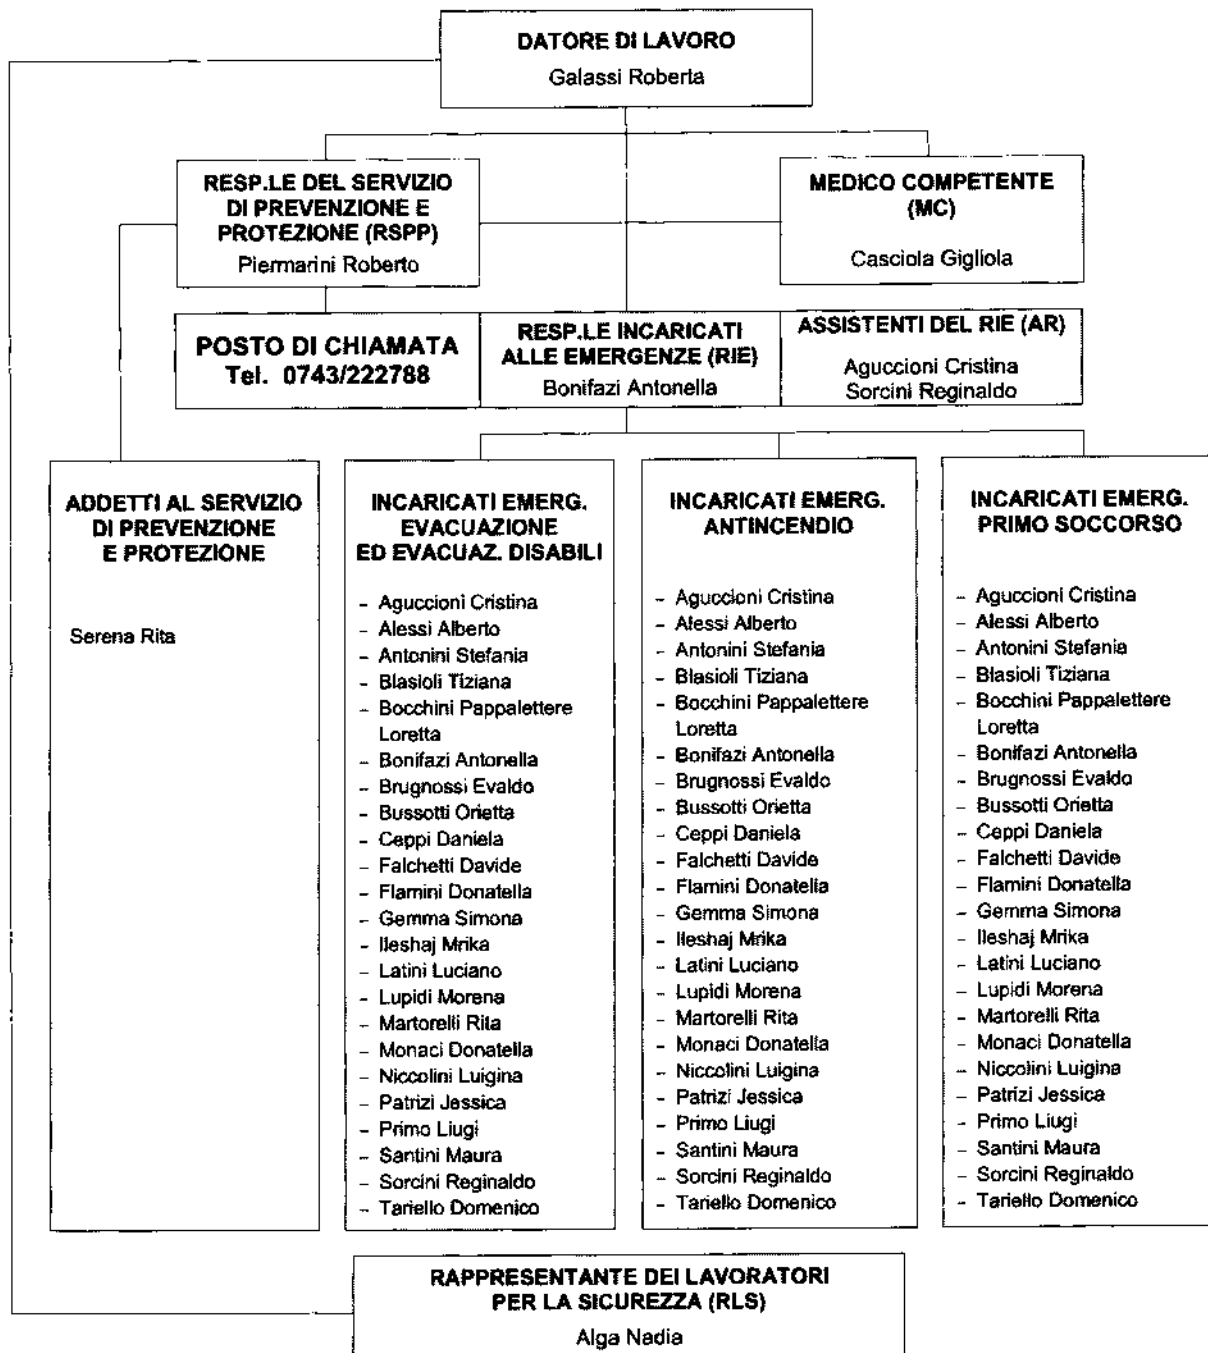 DATORE DI LAVORO
Galassi Roberta
RESP.LE DEL SERVIZIO
DI PREVENZIONE E
PROTEZIONE (RSPP)
Piermarini Roberto
MEDICO COMPETENTE
(MC)
Casciola Gigliola
POSTO DI CHIAMATA
Tel. 0743/222788
RESP.LE INCARICATI
ALLE EMERGENZE (RIE)
Bonifazi Antonella
ASSISTENTI DEL RIE (AR)
Aguccioni Cristina
Sorcini Reginaldo
ADDETTI AL SERVIZIO
DI PREVENZIONE
E PROTEZIONE
Serena Rita
INCARICATI EMERG.
EVACUAZIONE
ED EVACUAZ. DISABILI
- Aguccioni Cristina
- Alessi Alberto
- Antonini Stefania
- Blasioli Tiziana
- Bocchini Pappalettere
Loretta
- Bonifazi Antonella
- Brugnossi Evaldo
- Bussotti Orietta
- Ceppi Daniela
- Falchetti Davide
- Flamini Donatella
- Gemma Simona
- Ileshaj Mrika
- Latini Luciano
- Lupidi Morena
- Martorelli Rita
- Monaci Donatella
- Niccolini Luigina
- Patrizi Jessica
- Primo Liugi
- Santini Maura
- Sorcini Reginaldo
- Tariello Domenico
INCARICATI EMERG.
ANTINCENDIO
- Aguccioni Cristina
- Alessi Alberto
- Antonini Stefania
- Blasioli Tiziana
- Bocchini Pappalettere
Loretta
- Bonifazi Antonella
- Brugnossi Evaldo
- Bussotti Orietta
- Ceppi Daniela
- Falchetti Davide
- Flamini Donatella
- Gemma Simona
- Ileshaj Mrika
- Latini Luciano
- Lupidi Morena
- Martorelli Rita
- Monaci Donatella
- Niccolini Luigina
- Patrizi Jessica
- Primo Liugi
- Santini Maura
- Sorcini Reginaldo
- Tariello Domenico
INCARICATI EMERG.
PRIMO SOCCORSO
- Aguccioni Cristina
- Alessi Alberto
- Antonini Stefania
- Blasioli Tiziana
- Bocchini Pappalettere
Loretta
- Bonifazi Antonella
- Brugnossi Evaldo
- Bussotti Orietta
- Ceppi Daniela
- Falchetti Davide
- Flamini Donatella
- Gemma Simona
- Ileshaj Mrika
- Latini Luciano
- Lupidi Morena
- Martorelli Rita
- Monaci Donatella
- Niccolini Luigina
- Patrizi Jessica
- Primo Liugi
- Santini Maura
- Sorcini Reginaldo
- Tariello Domenico
RAPPRESENTANTE DEI LAVORATORI
PER LA SICUREZZA (RLS)
Alga Nadia